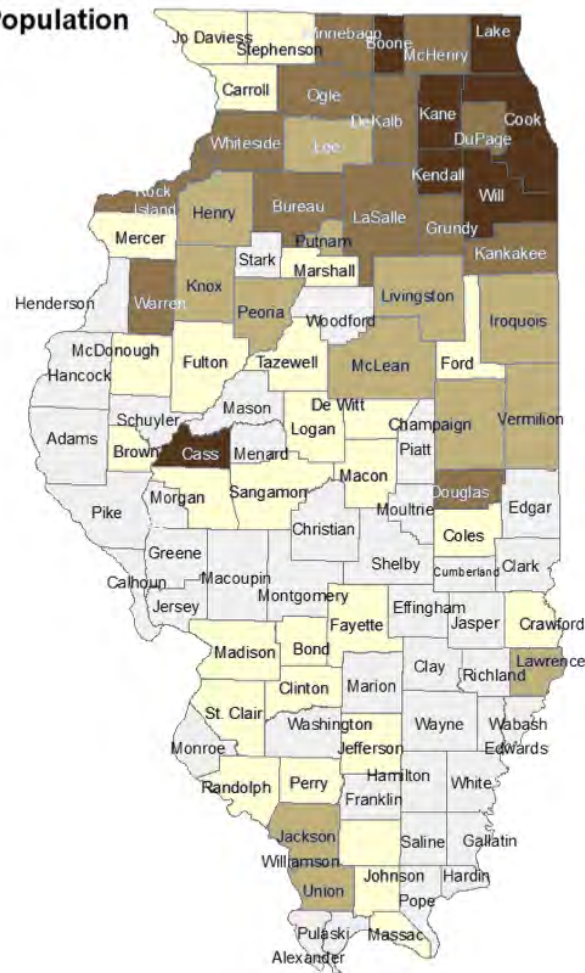 Population
Jo Daviess
Stephenson
Winnebago
Boone
McHenry
Lake
Carroll
Ogle
DeKalb
Kane
Cook
DuPage
Whiteside
Lee
Kendall
Will
Rock
Island
Henry
Bureau
LaSalle
Grundy
Mercer
Putnam
Kankakee
Stark
Marshall
Henderson
Warren
Knox
Peoria
Woodford
Livingston
Iroquois
McDonough
Hancock
Fulton
Tazewell
McLean
Ford
Schuyler
Mason
De Witt
Logan
Champaign
Vermilion
Adams
Brown
Cass
Menard
Piatt
Macon
Morgan
Sangamon
Douglas
Pike
Christian
Moultrie
Edgar
Coles
Greene
Calhoun
Macoupin
Shelby
Cumberland
Clark
Jersey
Montgomery
Effingham
Jasper
Fayette
Crawford
Madison
Bond
Clay
Richland
Lawrence
Clinton
Marion
St. Clair
Washington
Wayne
Wabash
Monroe
Jefferson
Edwards
Randolph
Perry
Hamilton
White
Franklin
Jackson
Saline
Gallatin
Williamson
Union
Johnson
Hardin
Pope
Pulaski
Massac
Alexander